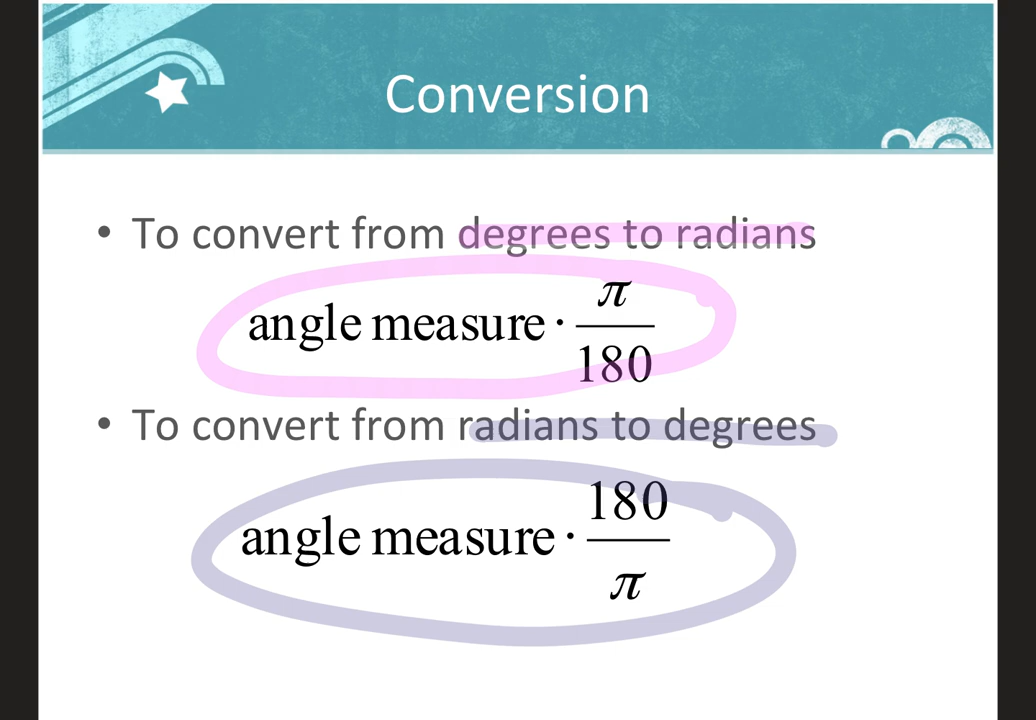 Conversion
• To convert from degrees to radians
angle measure · π/180
• To convert from radians to degrees
angle measure · 180/π